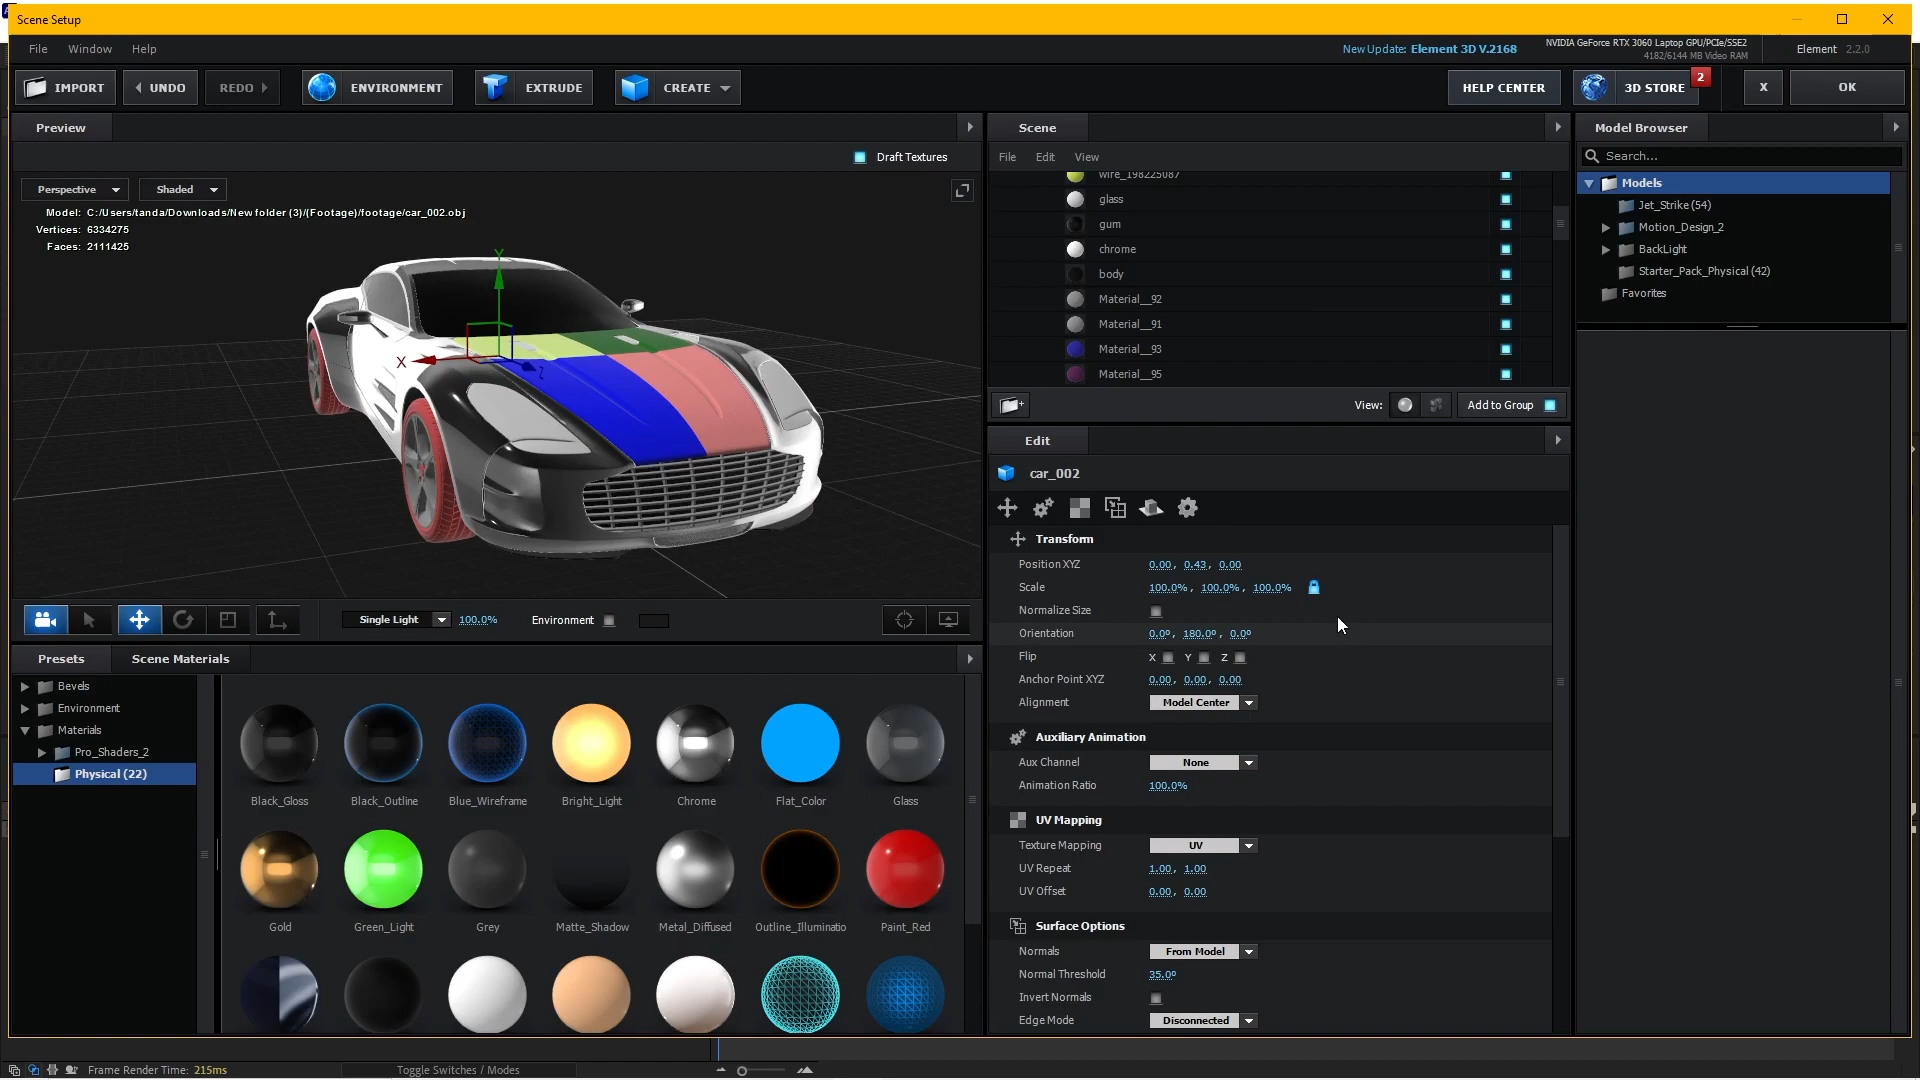 Scene Setup
File Window Help
New Update: Element 3D V.2168
NVIDIA GeForce RTX 3060 Laptop GPU/PCIe/SSE2
4182/6144 MB Video RAM
Element 2.2.0
IMPORT
UNDO
REDO
ENVIRONMENT
EXTRUDE
CREATE
HELP CENTER
3D STORE
2
X
OK
Preview
Draft Textures
Perspective
Shaded
Model: C:/Users/tanda/Downloads/New folder (3)/(Footage)/footage/car_002.obj
Vertices: 6334275
Faces: 2111425
Y
X
Z
Single Light
100.0%
Environment
Presets
Scene Materials
Bevels
Environment
Materials
Pro_Shaders_2
Physical (22)
Black_Gloss
Black_Outline
Blue_Wireframe
Bright_Light
Chrome
Flat_Color
Glass
Gold
Green_Light
Grey
Matte_Shadow
Metal_Diffused
Outline_Illuminatio
Paint_Red
Scene
File Edit View
wire_198225087
glass
gum
chrome
body
Material__92
Material__91
Material__93
Material__95
View:
Add to Group
Edit
car_002
Transform
Position XYZ 0.00, 0.43, 0.00
Scale 100.0%, 100.0%, 100.0%
Normalize Size
Orientation 0.0º, 180.0º, 0.0º
Flip X Y Z
Anchor Point XYZ 0.00, 0.00, 0.00
Alignment Model Center
Auxiliary Animation
Aux Channel None
Animation Ratio 100.0%
UV Mapping
Texture Mapping UV
UV Repeat 1.00, 1.00
UV Offset 0.00, 0.00
Surface Options
Normals From Model
Normal Threshold 35.0º
Invert Normals
Edge Mode Disconnected
Model Browser
Search...
Models
Jet_Strike (54)
Motion_Design_2
BackLight
Starter_Pack_Physical (42)
Favorites
Frame Render Time: 215ms
Toggle Switches / Modes